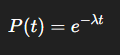 P(t) = e^{-λt}